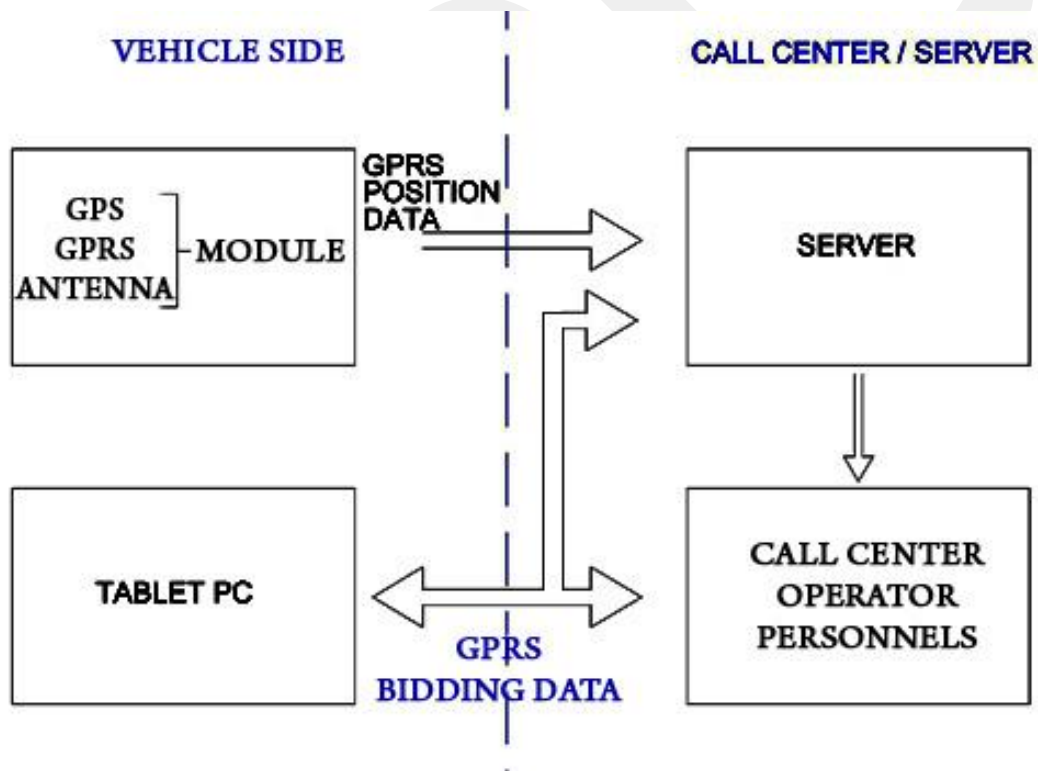 VEHICLE SIDE
CALL CENTER / SERVER
GPS
GPRS
ANTENNA
MODULE
GPRS
POSITION
DATA
SERVER
TABLET PC
GPRS
BIDDING DATA
CALL CENTER
OPERATOR
PERSONNELS